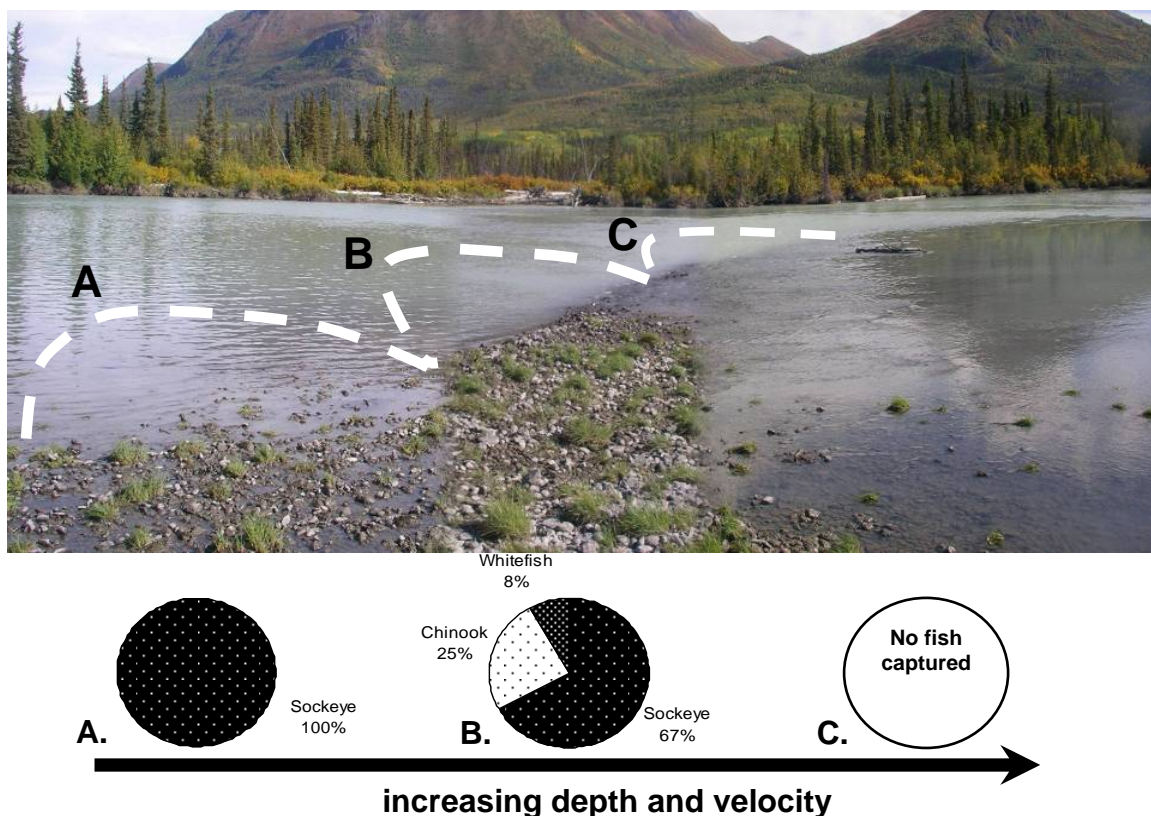 A
B
C
Whitefish
8%
Chinook
25%
Sockeye
100%
Sockeye
67%
No fish
captured
A.
B.
C.
increasing depth and velocity